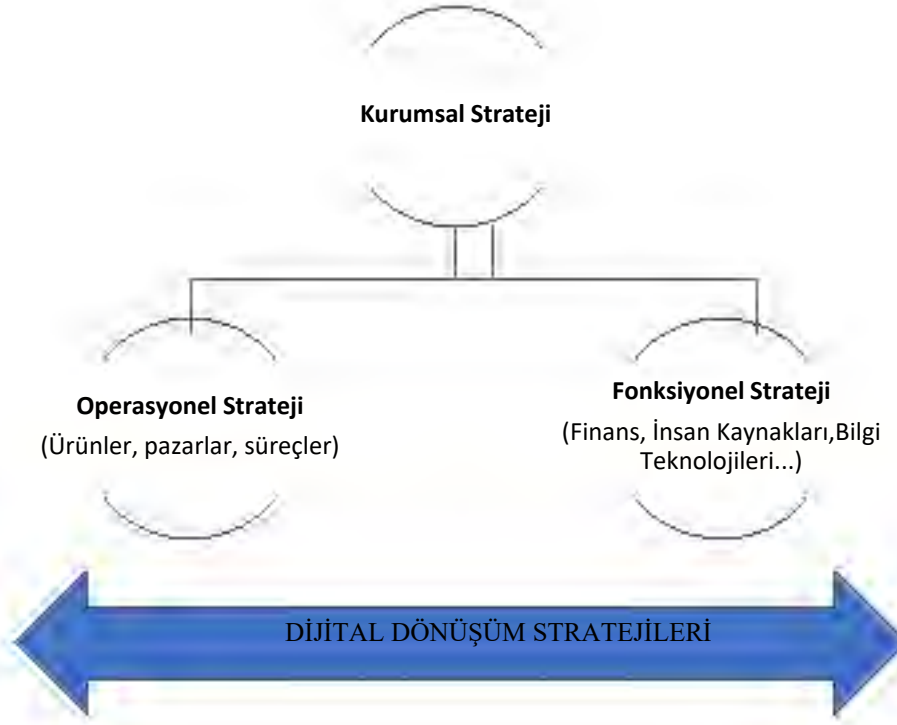 Kurumsal Strateji
Operasyonel Strateji
(Ürünler, pazarlar, süreçler)
Fonksiyonel Strateji
(Finans, İnsan Kaynakları,Bilgi
Teknolojileri...)
DİJİTAL DÖNÜŞÜM STRATEJİLERİ